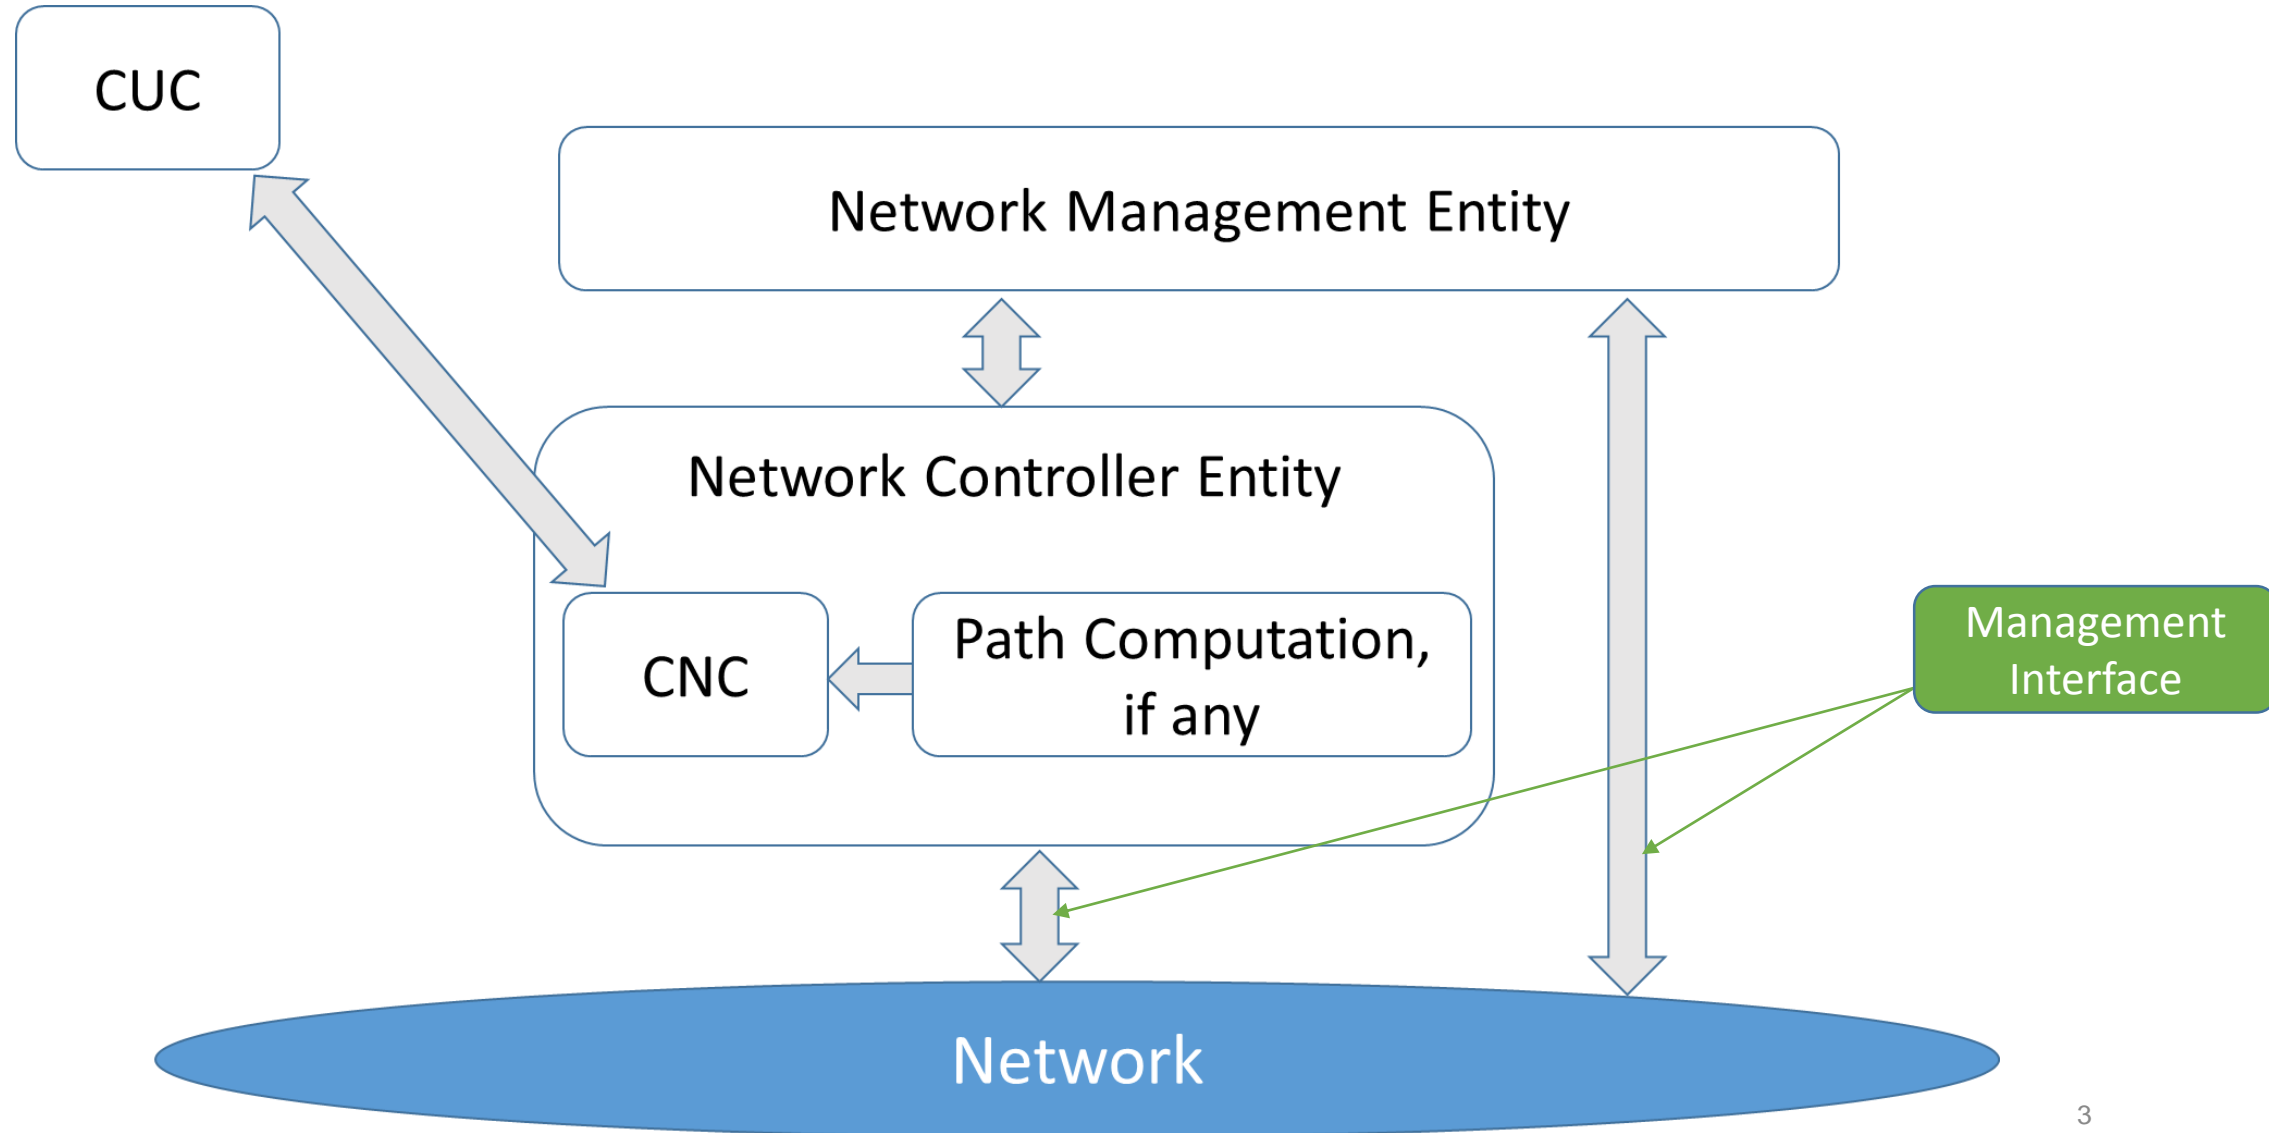 CUC
Network Management Entity
Network Controller Entity
CNC
Path Computation,
if any
Management
Interface
Network
3